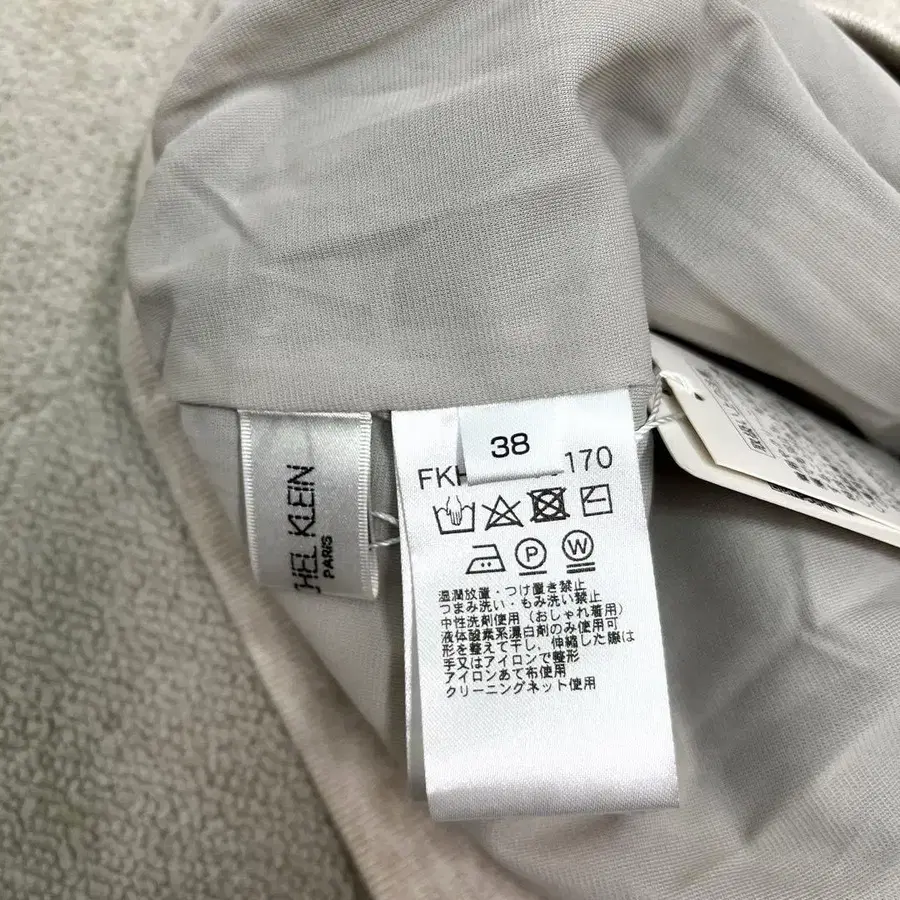 38
FKH 170
P W
HEL KLEIN
PARIS
湿潤放置・つけ置き禁止
つまみ洗い・もみ洗い禁止
中性洗剤使用（おしゃれ着用）
液体酸素系漂白剤のみ使用可
形を整えて干し、伸縮した際は
手又はアイロンで整形
アイロンあて布使用
クリーニングネット使用